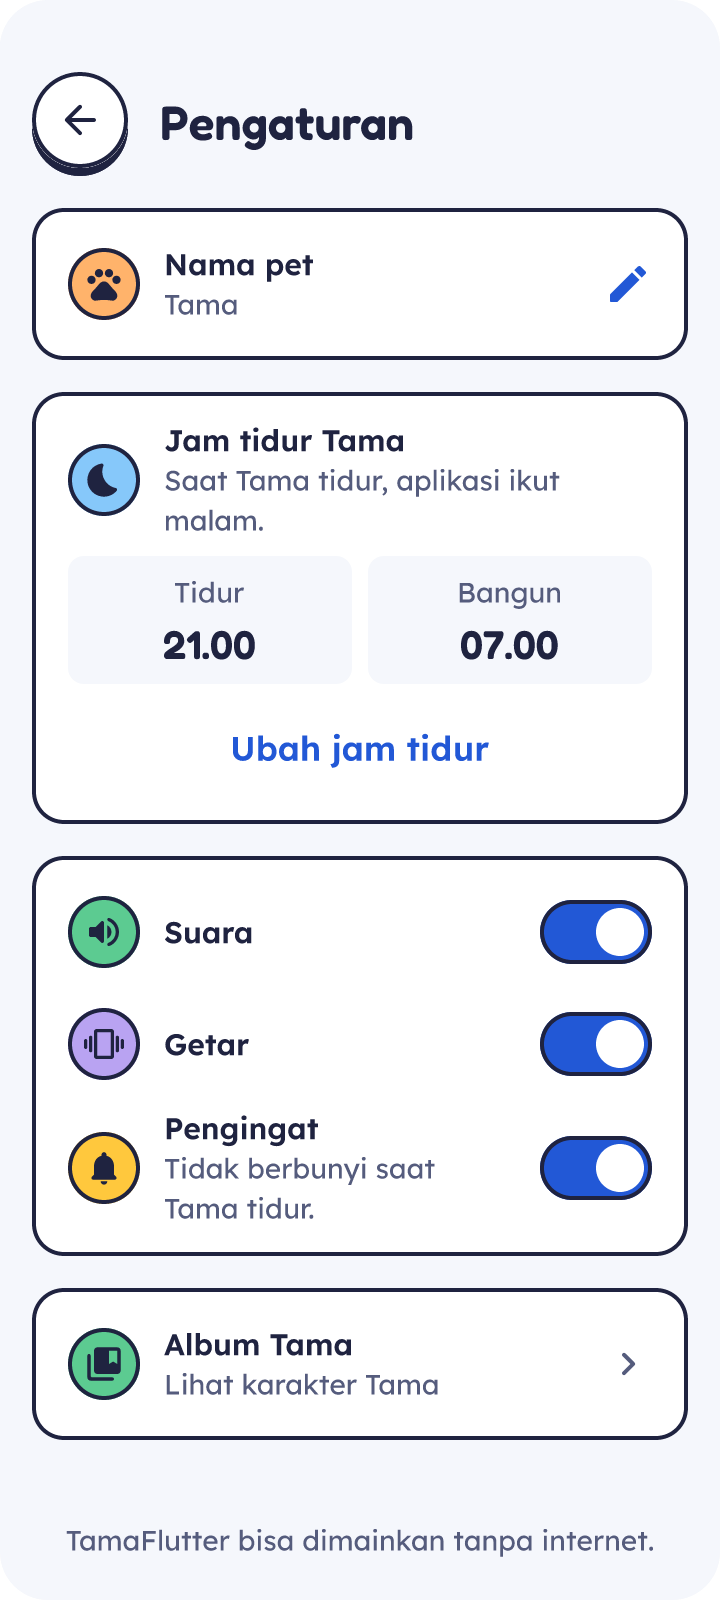 Pengaturan
Nama pet
Tama
Jam tidur Tama
Saat Tama tidur, aplikasi ikut
malam.
Tidur
21.00
Bangun
07.00
Ubah jam tidur
Suara
Getar
Pengingat
Tidak berbunyi saat
Tama tidur.
Album Tama
Lihat karakter Tama
TamaFlutter bisa dimainkan tanpa internet.